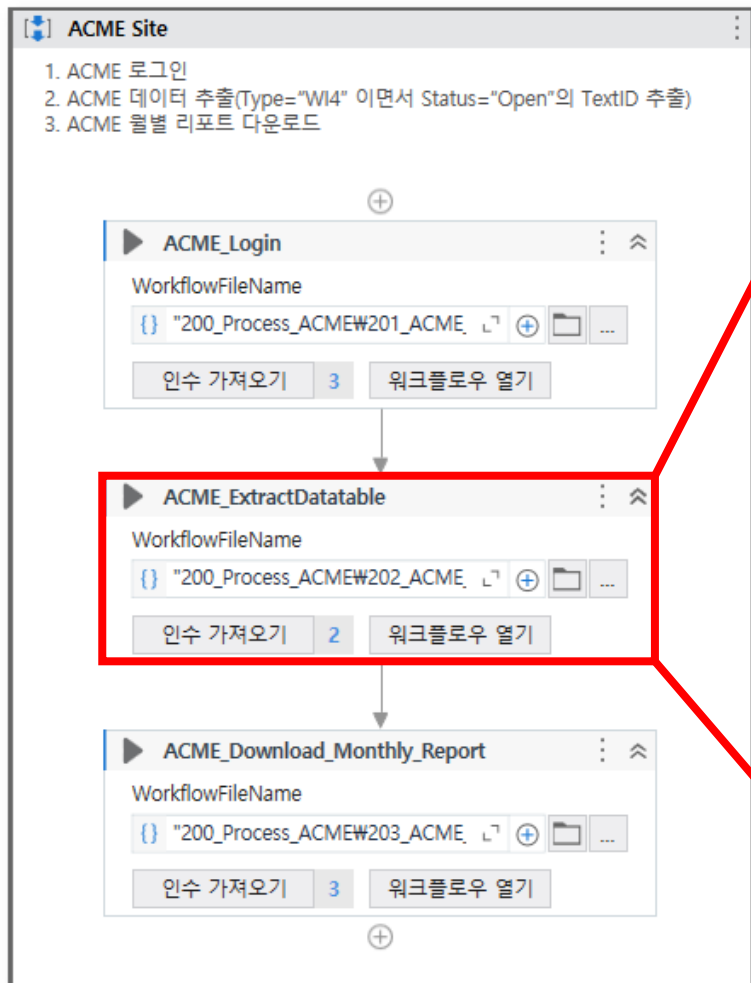 ACME Site
1. ACME 로그인
2. ACME 데이터 추출(Type="WI4" 이면서 Status="Open"의 TextID 추출)
3. ACME 월별 리포트 다운로드
ACME_Login
WorkflowFileName
{} "200_Process_ACME₩201_ACME_ ...
인수 가져오기 3 워크플로우 열기
ACME_ExtractDatatable
WorkflowFileName
{} "200_Process_ACME₩202_ACME_ ...
인수 가져오기 2 워크플로우 열기
ACME_Download_Monthly_Report
WorkflowFileName
{} "200_Process_ACME₩203_ACME_ ...
인수 가져오기 3 워크플로우 열기